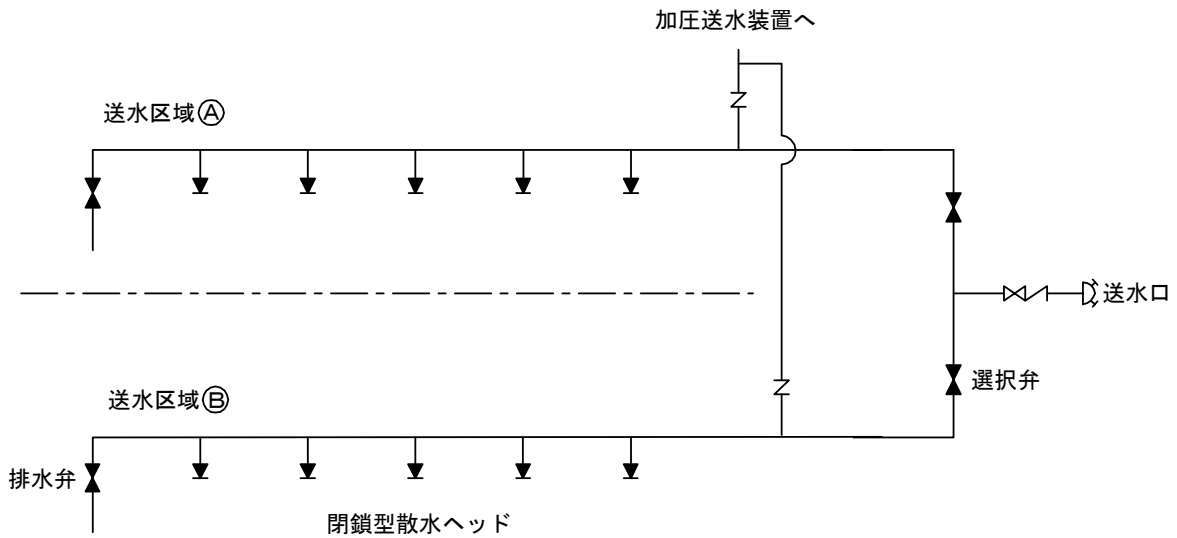 加圧送水装置へ
送水区域Ⓐ
送水口
選択弁
送水区域Ⓑ
排水弁
閉鎖型散水ヘッド